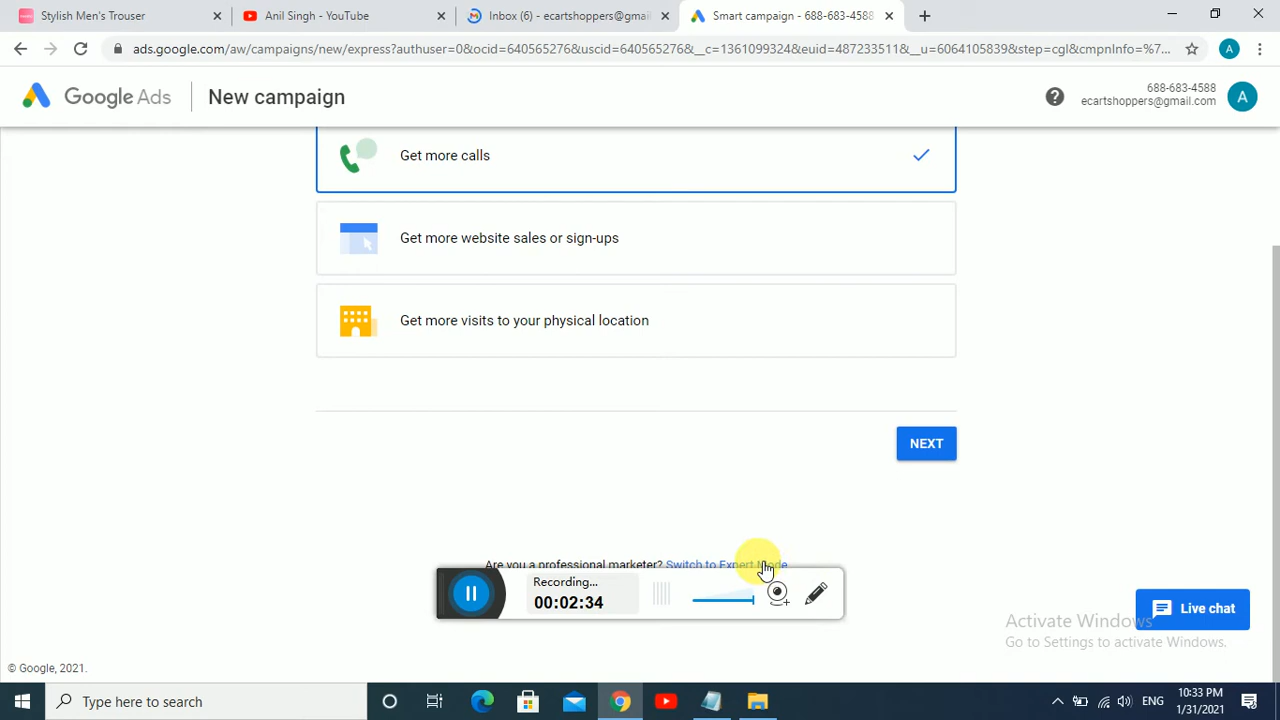 Stylish Men's Trouser
Anil Singh - YouTube
Inbox (6) - ecartshoppers@gmai
Smart campaign - 688-683-4588
ads.google.com/aw/campaigns/new/express?authuser=0&ocid=640565276&uscid=640565276&__c=1361099324&euid=487233511&__u=6064105839&step=cgl&cmpnInfo=%7...
A
Google Ads
New campaign
688-683-4588
ecartshoppers@gmail.com
A
Get more calls
Get more website sales or sign-ups
Get more visits to your physical location
NEXT
Are you a professional marketer? Switch to Expert Mode
Recording...
00:02:34
Live chat
Activate Windows
Go to Settings to activate Windows.
© Google, 2021.
Type here to search
ENG
10:33 PM
1/31/2021